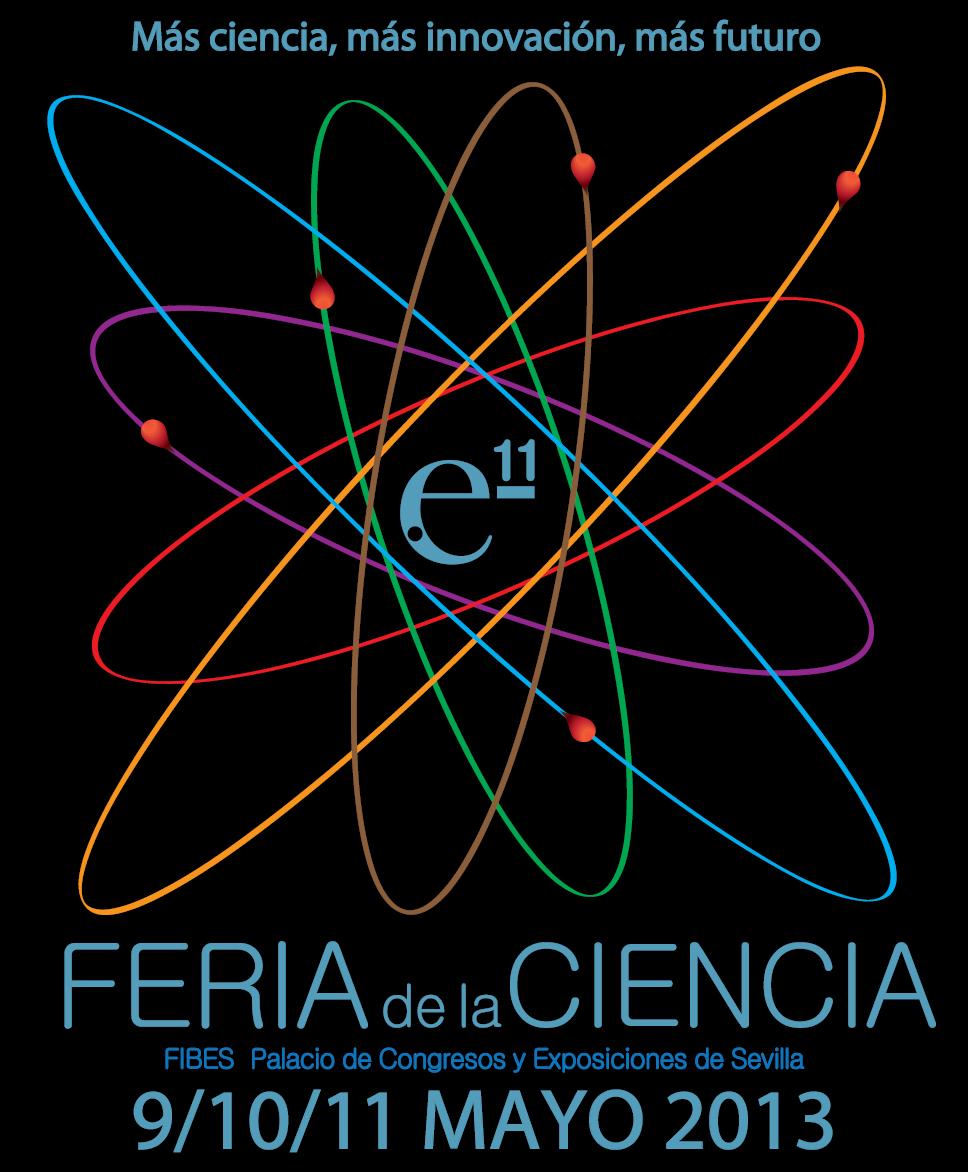 Más ciencia, más innovación, más futuro
e11
FERIA de la CIENCIA
FIBES Palacio de Congresos y Exposiciones de Sevilla
9/10/11 MAYO 2013